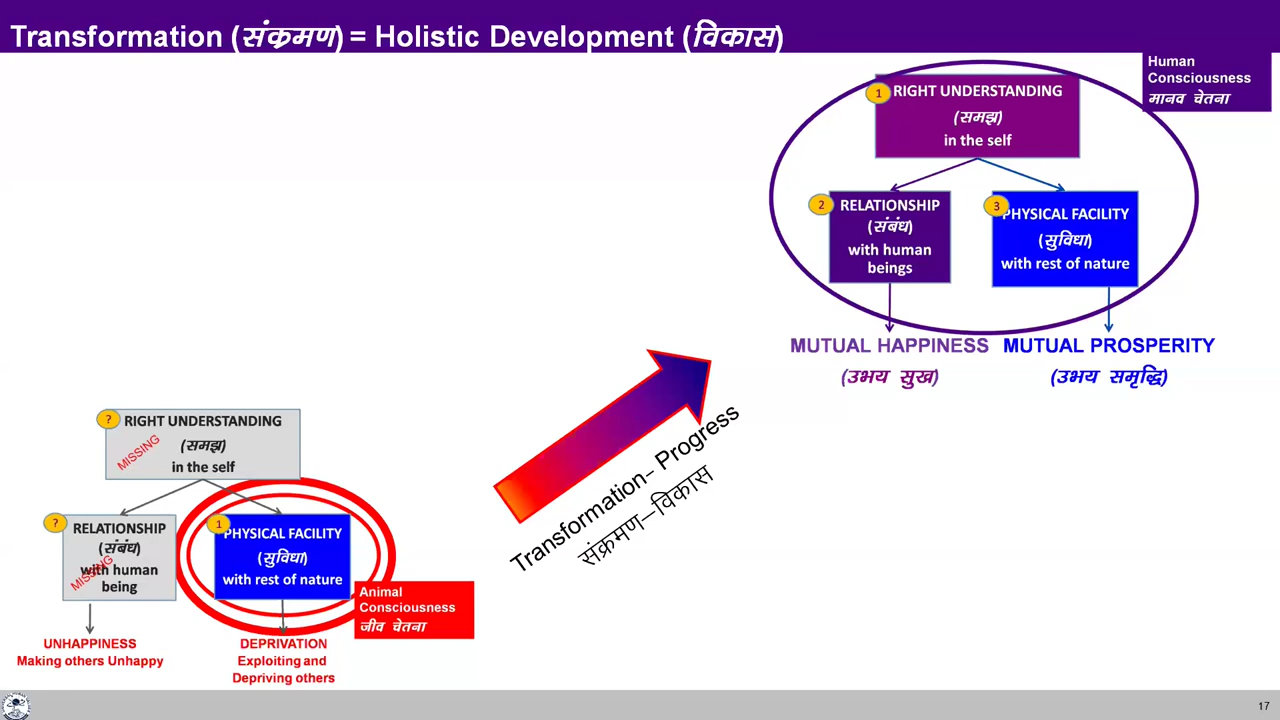 Transformation (संक्रमण) = Holistic Development (विकास)
Human
Consciousness
मानव चेतना
1
RIGHT UNDERSTANDING
(समझ)
in the self
2
RELATIONSHIP
(संबंध)
with human
beings
3
PHYSICAL FACILITY
(सुविधा)
with rest of nature
MUTUAL HAPPINESS
(उभय सुख)
MUTUAL PROSPERITY
(उभय समृद्धि)
Transformation– Progress
संक्रमण–विकास
?
RIGHT UNDERSTANDING
(समझ)
in the self
MISSING
?
RELATIONSHIP
(संबंध)
with human
being
MISSING
1
PHYSICAL FACILITY
(सुविधा)
with rest of nature
Animal
Consciousness
जीव चेतना
UNHAPPINESS
Making others Unhappy
DEPRIVATION
Exploiting and
Depriving others
17